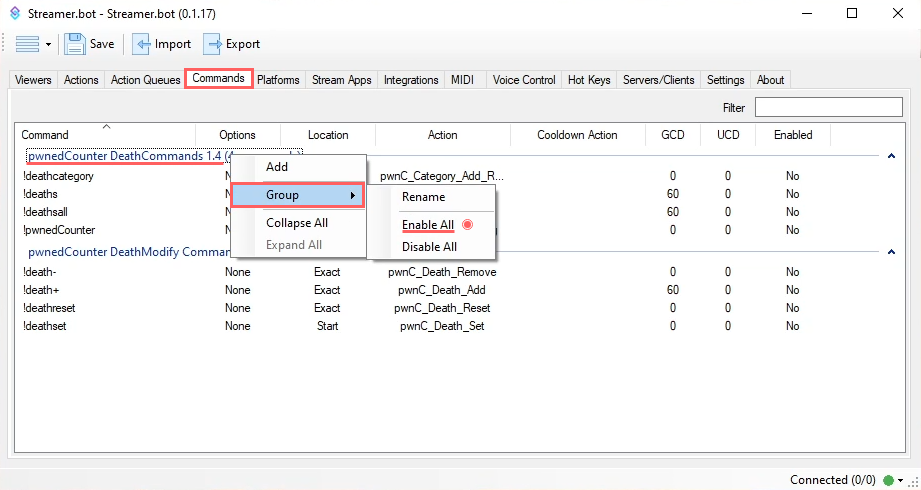 Streamer.bot - Streamer.bot (0.1.17)
Save Import Export
Viewers Actions Action Queues Commands Platforms Stream Apps Integrations MIDI Voice Control Hot Keys Servers/Clients Settings About
Filter
Command Options Location Action Cooldown Action GCD UCD Enabled
pwnedCounter DeathCommands 1.4 (4
Add
!deathcategory pwnC_Category_Add_R... 0 0 No
Group Rename
!deaths 60 0 No
!deathsall 60 0 No
Collapse All Enable All
!pwnedCounter 0 0 No
Expand All Disable All
pwnedCounter DeathModify Comman
!death- None Exact pwnC_Death_Remove 0 0 No
!death+ None Exact pwnC_Death_Add 60 0 No
!deathreset None Exact pwnC_Death_Reset 0 0 No
!deathset None Start pwnC_Death_Set 0 0 No
Connected (0/0)